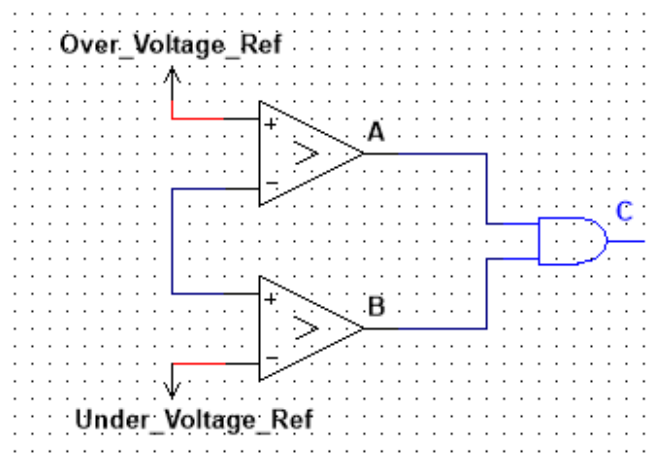 Over_Voltage_Ref
+
A
>
−
C
+
B
>
−
Under_Voltage_Ref